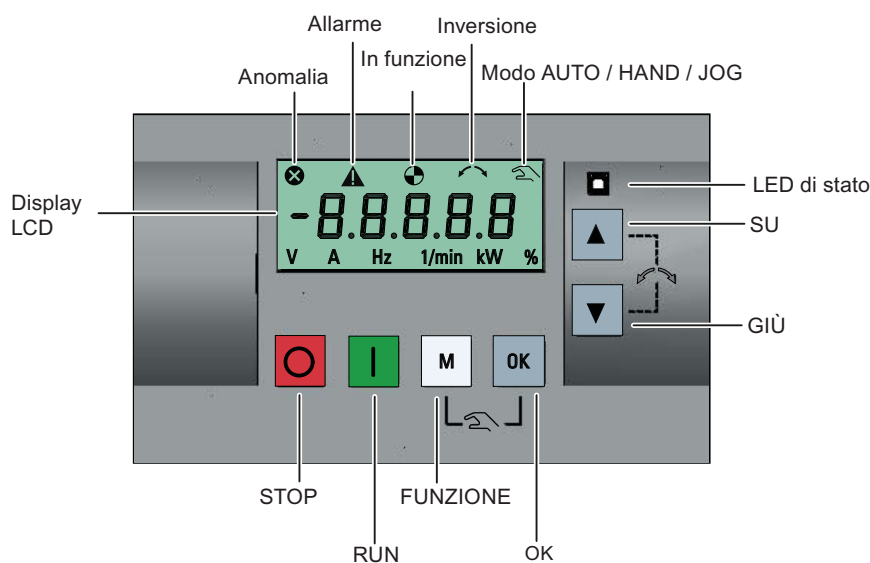 Allarme
Inversione
In funzione
Anomalia
Modo AUTO / HAND / JOG
Display
LCD
-8.8.8.8.8
V A Hz 1/min kW %
LED di stato
SU
GIÙ
M
OK
STOP
FUNZIONE
RUN
OK